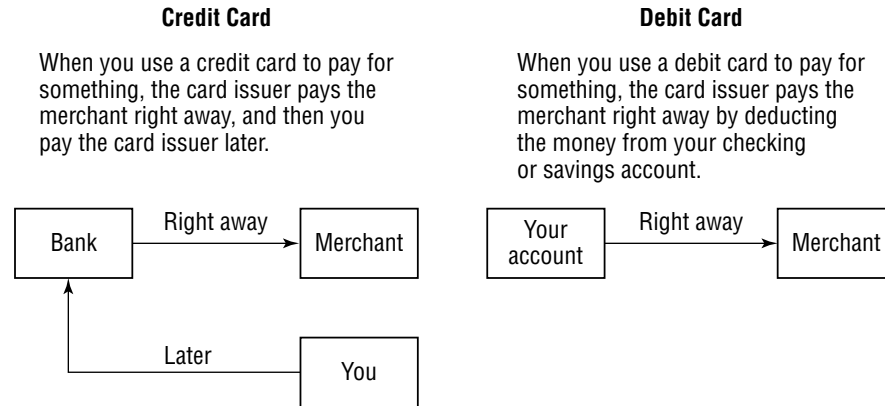 Credit Card
When you use a credit card to pay for
something, the card issuer pays the
merchant right away, and then you
pay the card issuer later.
Bank
Right away
Merchant
Later
You
Debit Card
When you use a debit card to pay for
something, the card issuer pays the
merchant right away by deducting
the money from your checking
or savings account.
Your
account
Right away
Merchant